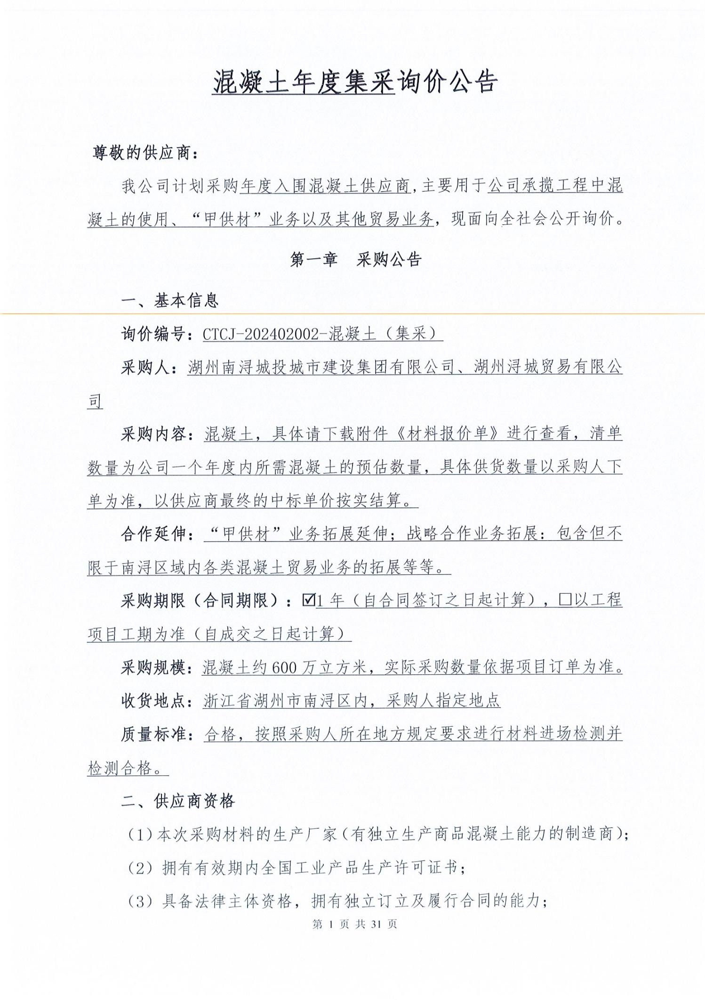 混凝土年度集采询价公告
尊敬的供应商：
我公司计划采购年度入围混凝土供应商,主要用于公司承揽工程中混
凝土的使用、“甲供材”业务以及其他贸易业务，现面向全社会公开询价。
第一章 采购公告
一、基本信息
询价编号：CTCJ-202402002-混凝土（集采）
采购人：湖州南浔城投城市建设集团有限公司、湖州浔城贸易有限公
司
采购内容：混凝土，具体请下载附件《材料报价单》进行查看，清单
数量为公司一个年度内所需混凝土的预估数量，具体供货数量以采购人下
单为准，以供应商最终的中标单价按实结算。
合作延伸：“甲供材”业务拓展延伸；战略合作业务拓展：包含但不
限于南浔区域内各类混凝土贸易业务的拓展等等。
采购期限（合同期限）：☑1 年（自合同签订之日起计算），□以工程
项目工期为准（自成交之日起计算）
采购规模：混凝土约 600 万立方米，实际采购数量依据项目订单为准。
收货地点：浙江省湖州市南浔区内，采购人指定地点
质量标准：合格，按照采购人所在地方规定要求进行材料进场检测并
检测合格。
二、供应商资格
（1）本次采购材料的生产厂家（有独立生产商品混凝土能力的制造商）；
（2）拥有有效期内全国工业产品生产许可证书；
（3）具备法律主体资格，拥有独立订立及履行合同的能力；
第 1 页 共 31 页